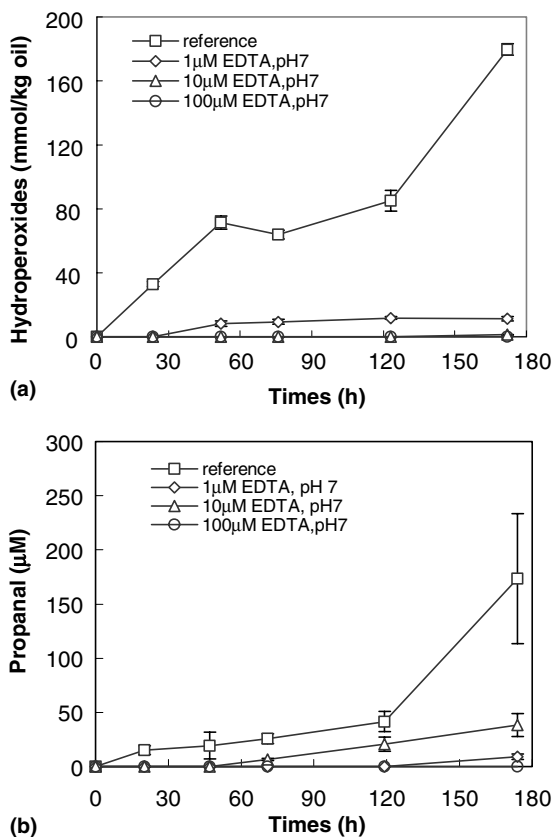 200
160
120
80
40
0
Hydroperoxides (mmol/kg oil)
reference
1μM EDTA,pH7
10μM EDTA,pH7
100μM EDTA,pH7
0 30 60 90 120 150 180
Times (h)
(a)
300
250
200
150
100
50
0
Propanal (μM)
reference
1μM EDTA, pH 7
10μM EDTA, pH7
100μM EDTA,pH7
0 30 60 90 120 150 180
Times (h)
(b)